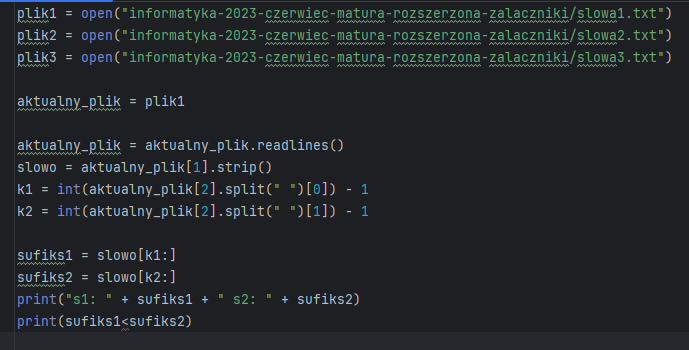 plik1 = open("informatyka-2023-czerwiec-matura-rozszerzona-zalaczniki/slowa1.txt")
plik2 = open("informatyka-2023-czerwiec-matura-rozszerzona-zalaczniki/slowa2.txt")
plik3 = open("informatyka-2023-czerwiec-matura-rozszerzona-zalaczniki/slowa3.txt")
aktualny_plik = plik1
aktualny_plik = aktualny_plik.readlines()
slowo = aktualny_plik[1].strip()
k1 = int(aktualny_plik[2].split(" ")[0]) - 1
k2 = int(aktualny_plik[2].split(" ")[1]) - 1
sufiks1 = slowo[k1:]
sufiks2 = slowo[k2:]
print("s1: " + sufiks1 + " s2: " + sufiks2)
print(sufiks1<sufiks2)